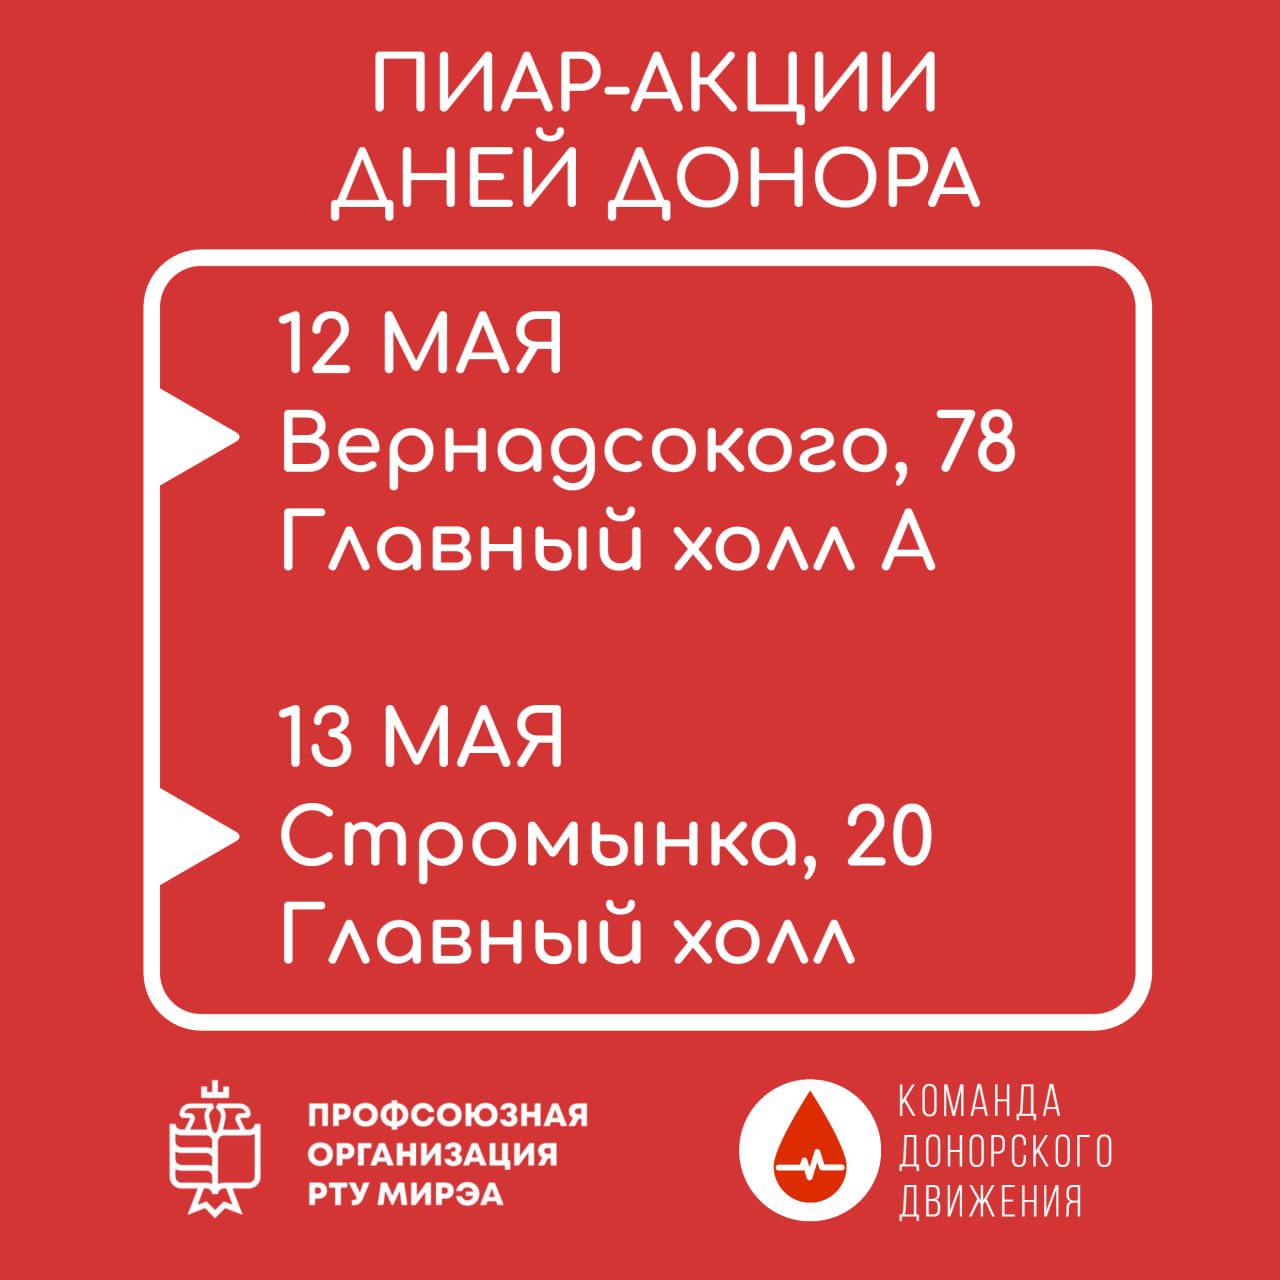 ПИАР-АКЦИИ
ДНЕЙ ДОНОРА
12 МАЯ
Вернадсокого, 78
Главный холл А
13 МАЯ
Стромынка, 20
Главный холл
ПРОФСОЮЗНАЯ
ОРГАНИЗАЦИЯ
РТУ МИРЭА
КОМАНДА
ДОНОРСКОГО
ДВИЖЕНИЯ